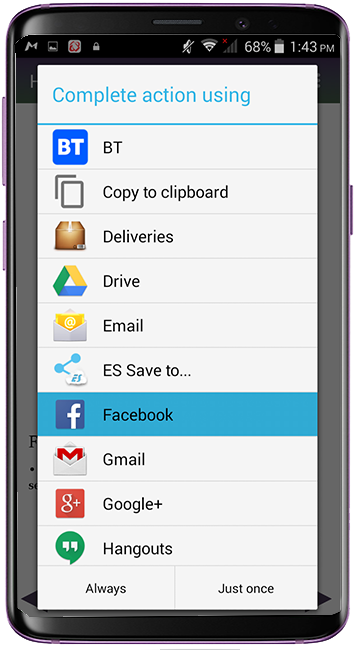 68% 1:43 PM
H
Complete action using
BT BT
Copy to clipboard
Deliveries
Drive
@ Email
ES ES Save to...
f Facebook
M Gmail
g+ Google+
Hangouts
F
se
Always Just once